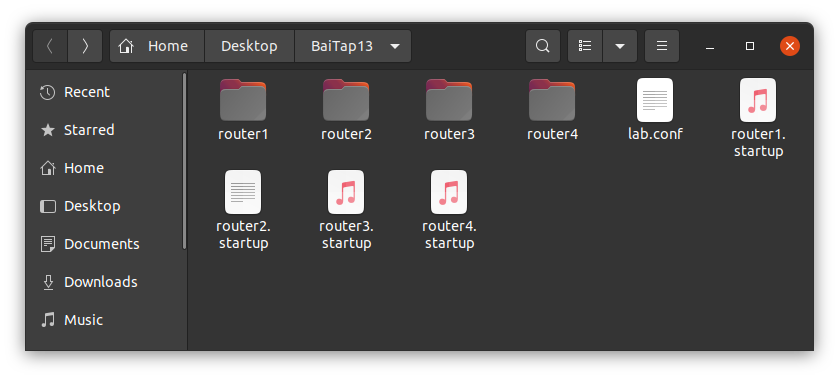 Home Desktop BaiTap13
Recent
Starred
Home
Desktop
Documents
Downloads
Music
router1 router2 router3 router4 lab.conf router1.
startup
router2. router3. router4.
startup startup startup